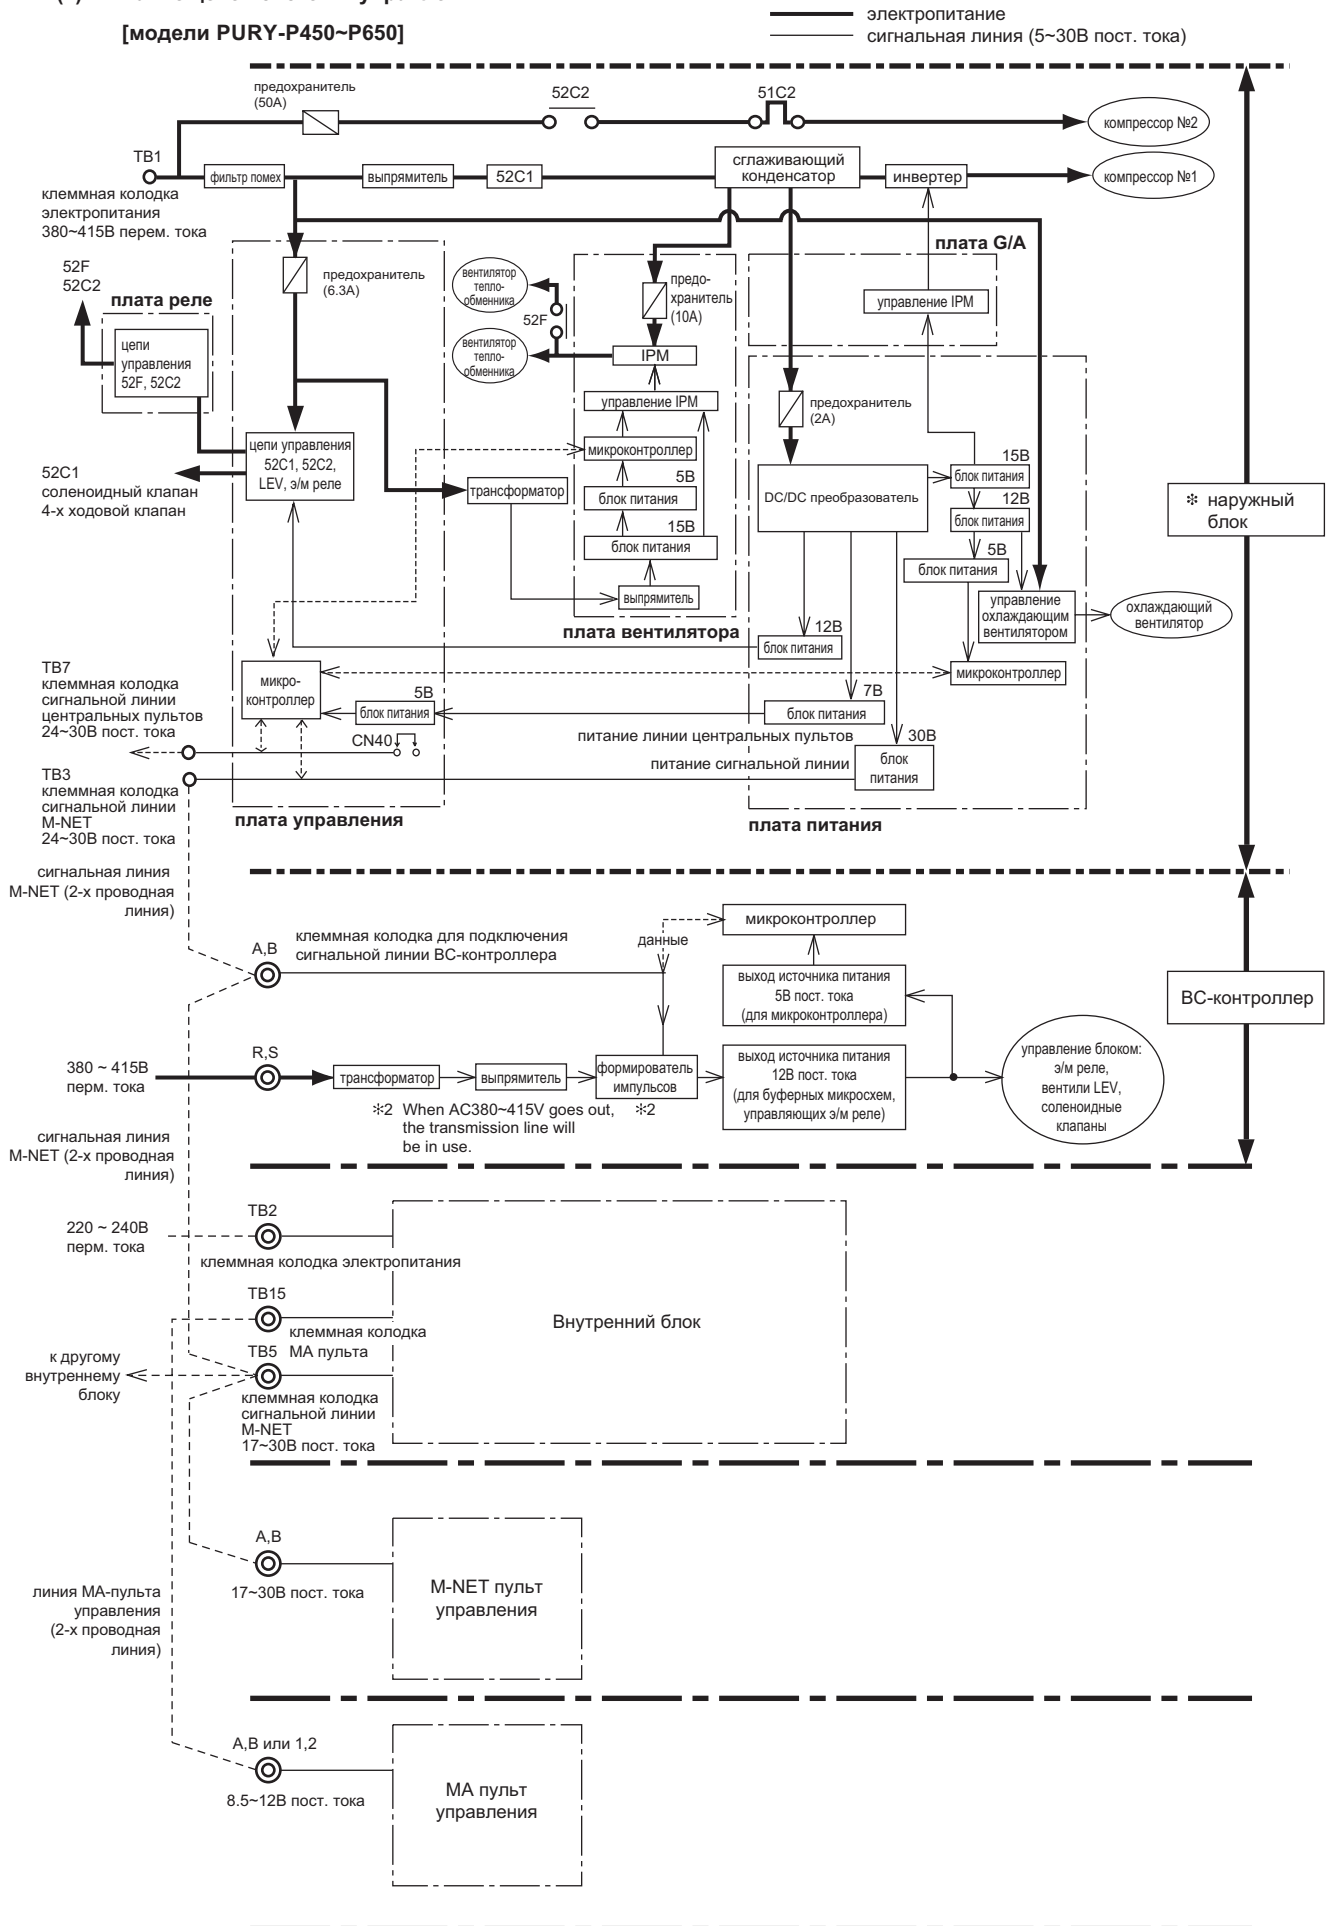 [модели PURY-P450~P650]
электропитание
сигнальная линия (5~30В пост. тока)
предохранитель
(50А)
52C2
51C2
компрессор №2
TB1
фильтр помех
выпрямитель
52C1
сглаживающий
конденсатор
инвертер
компрессор №1
клеммная колодка
электропитания
380~415В перем. тока
52F
52C2
плата реле
цепи
управления
52F, 52C2
предохранитель
(6.3А)
вентилятор
тепло-
обменника
52F
вентилятор
тепло-
обменника
предо-
хранитель
(10А)
IPM
управление IPM
микроконтроллер
5В
блок питания
15В
блок питания
выпрямитель
плата вентилятора
плата G/A
управление IPM
предохранитель
(2А)
DC/DC преобразователь
15В
блок питания
12В
блок питания
5В
блок питания
управление
охлаждающим
вентилятором
охлаждающий
вентилятор
✻ наружный
блок
цепи управления
52C1, 52C2,
LEV, э/м реле
52C1
соленоидный клапан
4-х ходовой клапан
трансформатор
12В
блок питания
микроконтроллер
TB7
клеммная колодка
сигнальной линии
центральных пультов
24~30В пост. тока
микро-
контроллер
5В
блок питания
7В
блок питания
CN40
питание линии центральных пультов
30В
питание сигнальной линии
блок
питания
TB3
клеммная колодка
сигнальной линии
M-NET
24~30В пост. тока
плата управления
плата питания
сигнальная линия
M-NET (2-х проводная
линия)
A,B
клеммная колодка для подключения
сигнальной линии BC-контроллера
данные
микроконтроллер
выход источника питания
5В пост. тока
(для микроконтроллера)
BC-контроллер
380 ~ 415В
перм. тока
R,S
трансформатор
выпрямитель
формирователь
импульсов
выход источника питания
12В пост. тока
(для буферных микросхем,
управляющих э/м реле)
управление блоком:
э/м реле,
вентили LEV,
соленоидные
клапаны
✻2 When AC380~415V goes out,
the transmission line will
be in use.
✻2
сигнальная линия
M-NET (2-х проводная
линия)
220 ~ 240В
перм. тока
TB2
клеммная колодка электропитания
TB15
клеммная колодка
MA пульта
Внутренний блок
к другому
внутреннему
блоку
TB5
клеммная колодка
сигнальной линии
M-NET
17~30В пост. тока
A,B
17~30В пост. тока
M-NET пульт
управления
линия MA-пульта
управления
(2-х проводная
линия)
A,B или 1,2
8.5~12В пост. тока
MA пульт
управления